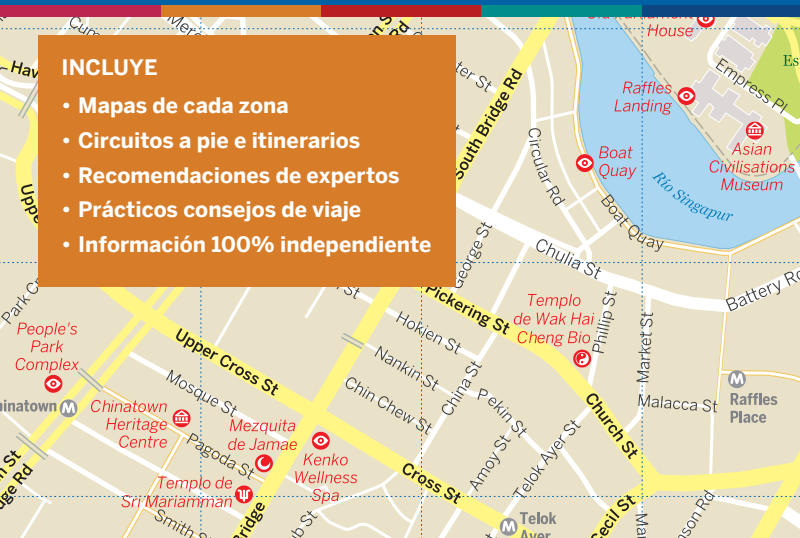 INCLUYE
• Mapas de cada zona
• Circuitos a pie e itinerarios
• Recomendaciones de expertos
• Prácticos consejos de viaje
• Información 100% independiente
House
Raffles
Landing
Empress Pl
Asian
Civilisations
Museum
Boat
Quay
Río Singapur
Boat Quay
Circular Rd
South Bridge Rd
George St
Chulia St
Battery Ro
Pickering St
Templo
de Wak Hai
Cheng Bio
Phillip St
Market St
Hokien St
Nankin St
Chin Chew St
China St
Pekin St
Church St
Malacca St
Raffles
Place
Park C
People's
Park
Complex
Upper Cross St
Mosque St
Chinatown
Heritage
Centre
Pagoda St
Mezquita
de Jamae
Kenko
Wellness
Spa
Templo de
Sri Mariamman
Smith S
Bridge
Cross St
Amoy St
Telok Ayer St
Telok
Ayer
Cecil St
inatown